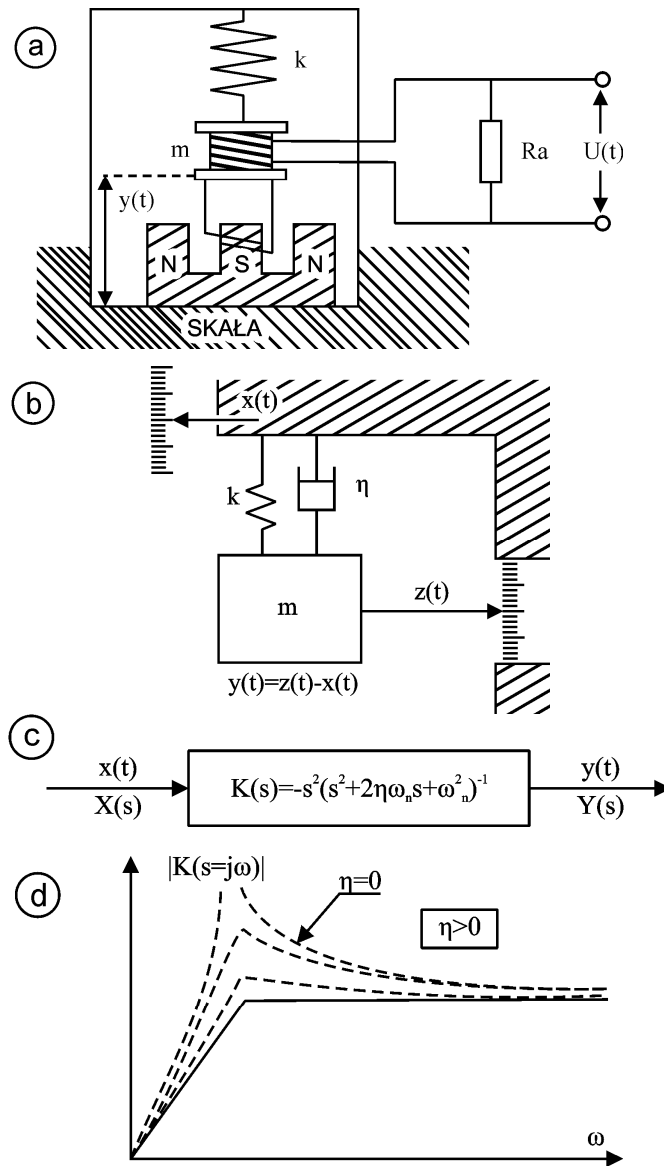 a
k
m
Ra
U(t)
y(t)
N S N
SKAŁA
b
x(t)
k
η
m
z(t)
y(t)=z(t)-x(t)
c
x(t)
X(s)
K(s)=-s²(s²+2ηωₙs+ω²ₙ)⁻¹
y(t)
Y(s)
d
|K(s=jω)|
η=0
η>0
ω